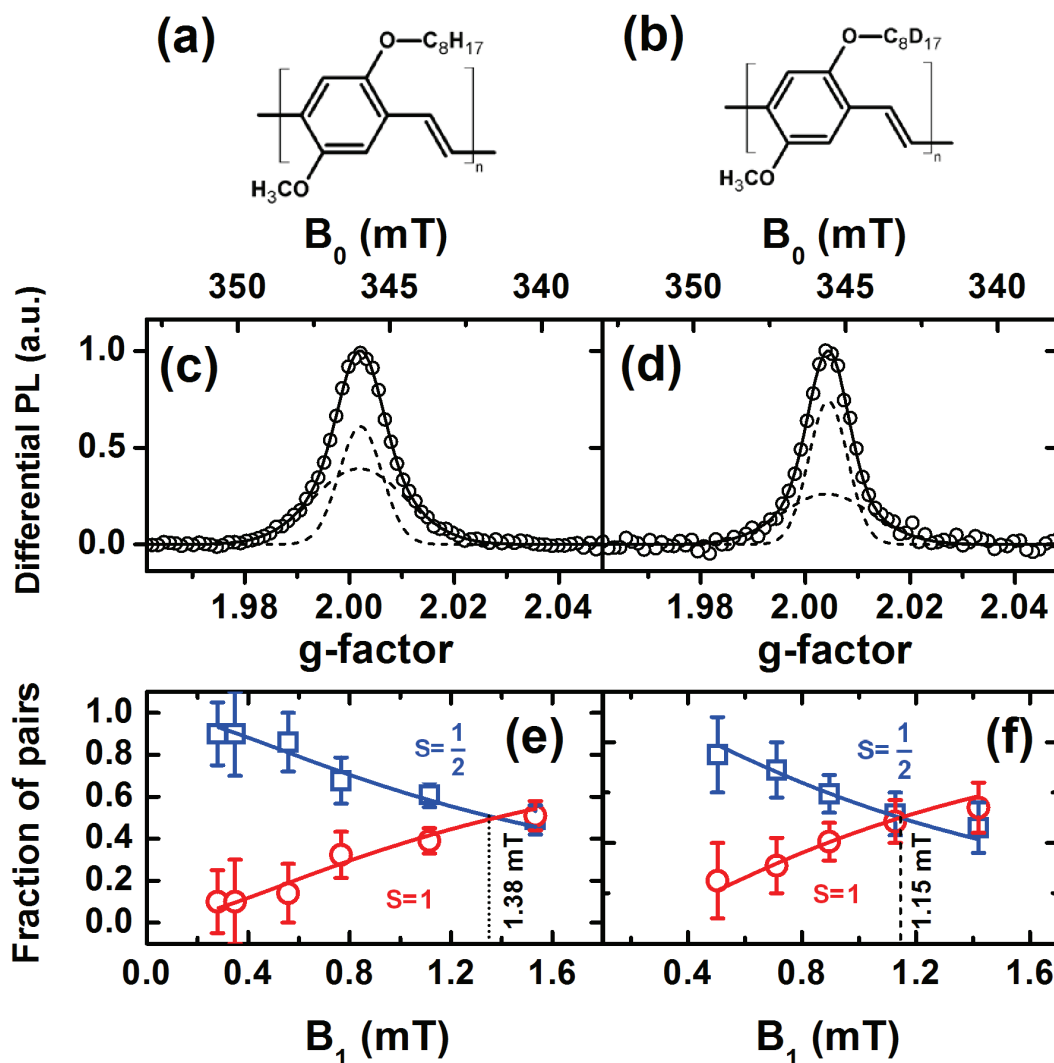 (a)
O—C₈H₁₇
H₃CO
n
(b)
O—C₈D₁₇
H₃CO
n
B₀ (mT)
350 345 340
B₀ (mT)
350 345 340
Differential PL (a.u.)
1.0
0.5
0.0
(c)
(d)
1.98 2.00 2.02 2.04
g-factor
1.98 2.00 2.02 2.04
g-factor
Fraction of pairs
1.0
0.8
0.6
0.4
0.2
0.0
(e)
S=1/2
S=1
1.38 mT
(f)
S=1/2
S=1
1.15 mT
0.0 0.4 0.8 1.2 1.6
B₁ (mT)
0.4 0.8 1.2 1.6
B₁ (mT)